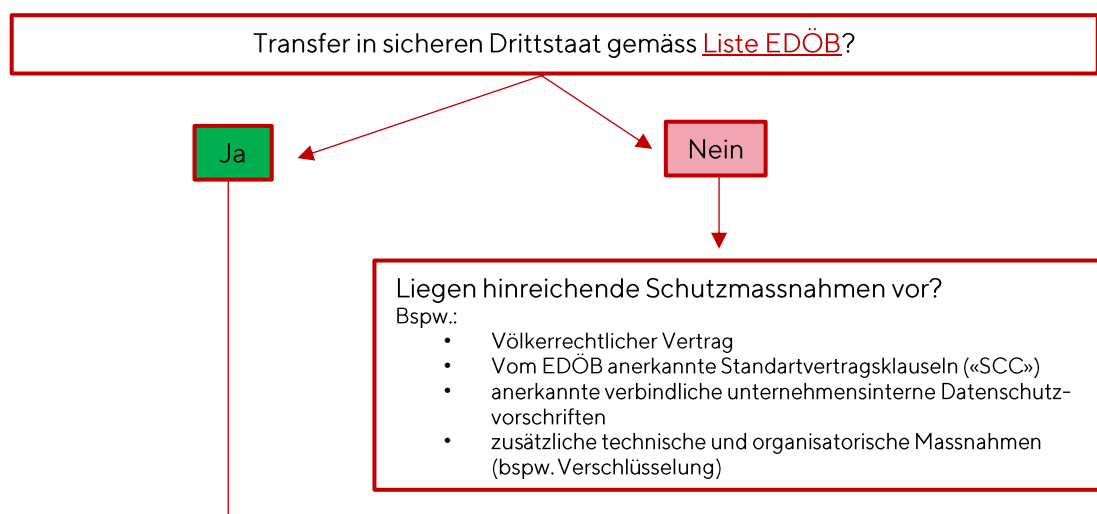 Transfer in sicheren Drittstaat gemäss Liste EDÖB?
Ja
Nein
Liegen hinreichende Schutzmassnahmen vor?
Bspw.:
• Völkerrechtlicher Vertrag
• Vom EDÖB anerkannte Standartvertragsklauseln («SCC»)
• anerkannte verbindliche unternehmensinterne Datenschutz-
vorschriften
• zusätzliche technische und organisatorische Massnahmen
(bspw. Verschlüsselung)